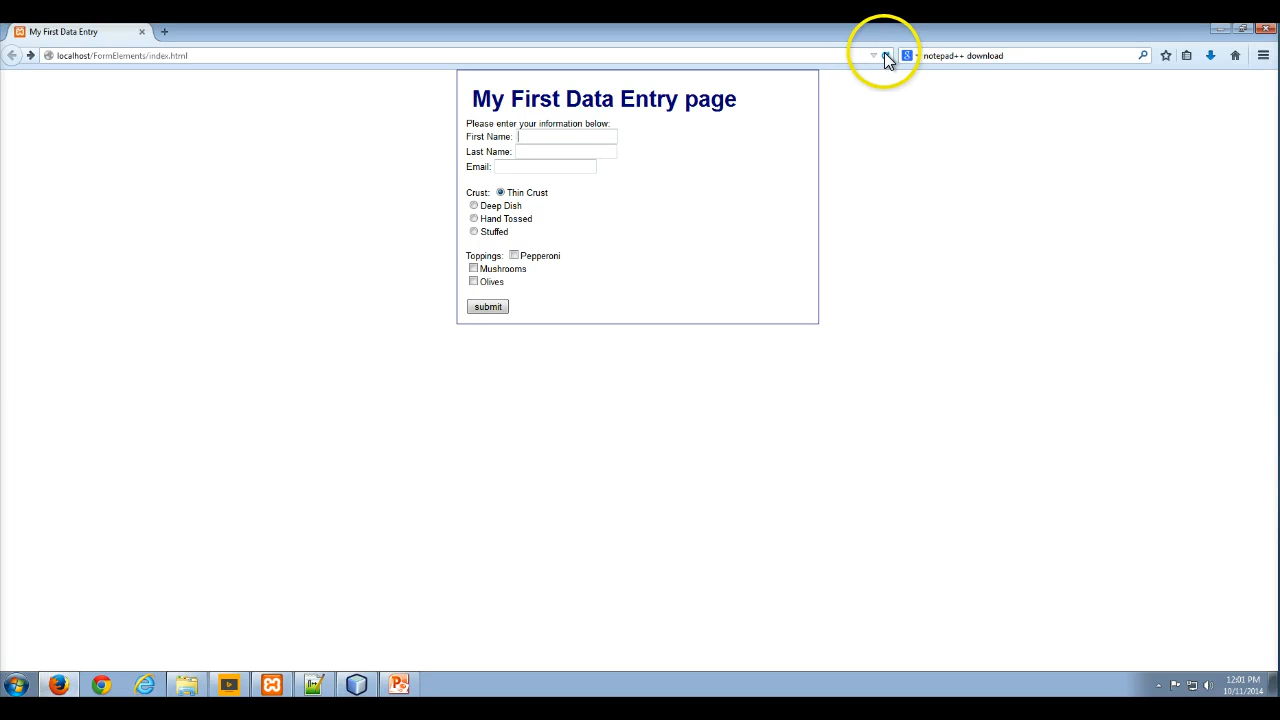 My First Data Entry
localhost/FormElements/index.html
notepad++ download
My First Data Entry page
Please enter your information below:
First Name:
Last Name:
Email:
Crust: Thin Crust
Deep Dish
Hand Tossed
Stuffed
Toppings: Pepperoni
Mushrooms
Olives
submit
12:01 PM
10/11/2014